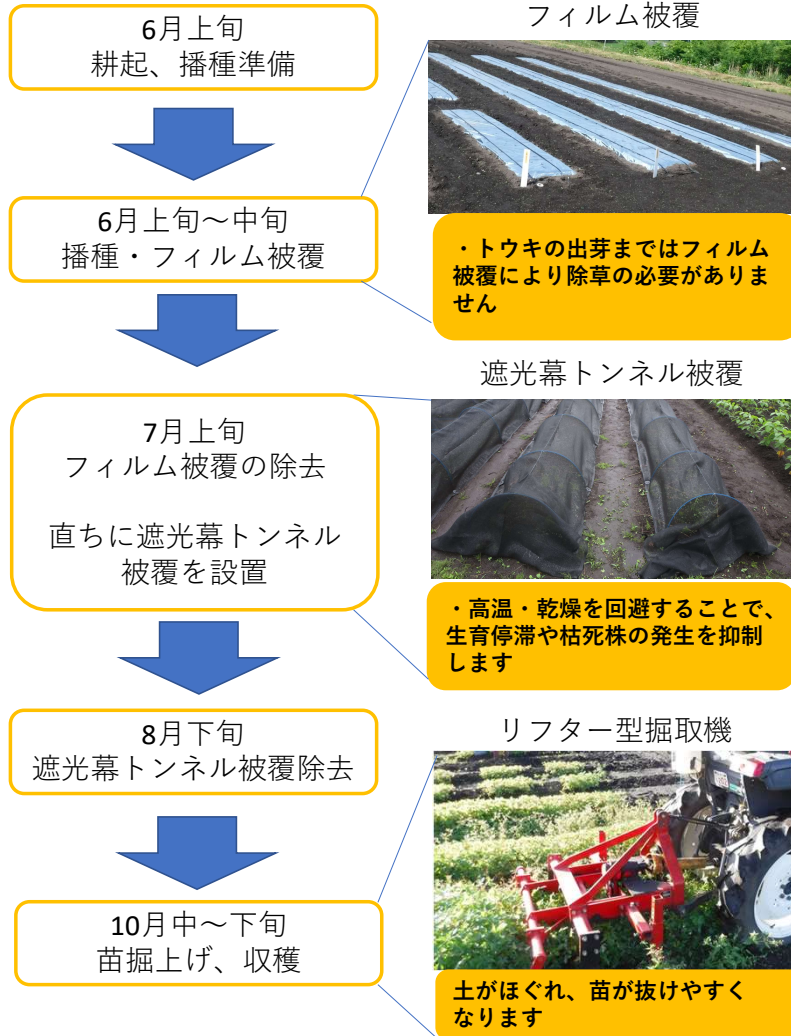 6月上旬
耕起、播種準備
6月上旬～中旬
播種・フィルム被覆
7月上旬
フィルム被覆の除去
直ちに遮光幕トンネル
被覆を設置
8月下旬
遮光幕トンネル被覆除去
10月中～下旬
苗掘上げ、収穫
フィルム被覆
・トウキの出芽まではフィルム
被覆により除草の必要がありま
せん
遮光幕トンネル被覆
・高温・乾燥を回避することで、
生育停滞や枯死株の発生を抑制
します
リフター型掘取機
土がほぐれ、苗が抜けやすく
なります